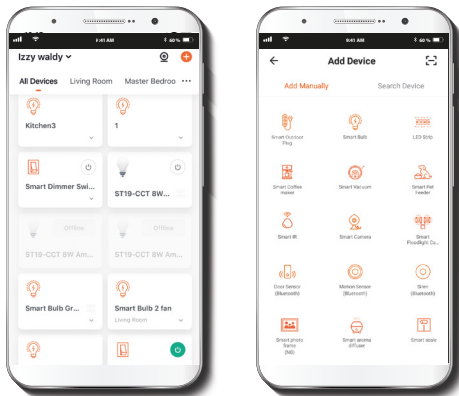 9:41 AM
60%
Izzy waldy
All Devices Living Room Master Bedroo ...
Kitchen3
1
Smart Dimmer Swi...
ST19-CCT 8W...
Offline
Offline
ST19-CCT 8W Am...
ST19-CCT 8W Am...
Smart Bulb Gr...
Smart Bulb 2 fan
Living Room
9:41 AM
60%
Add Device
Add Manually
Search Device
Smart Outdoor
Plug
Smart Bulb
LED Strip
Smart Coffee
maker
Smart Vacuum
Smart Pet
Feeder
Smart IR
Smart Camera
Smart
Floodlight Ca...
Door Sensor
(Bluetooth)
Motion Sensor
(Bluetooth)
Siren
(Bluetooth)
Smart photo
frame
Smart aroma
diffuser
Smart scale